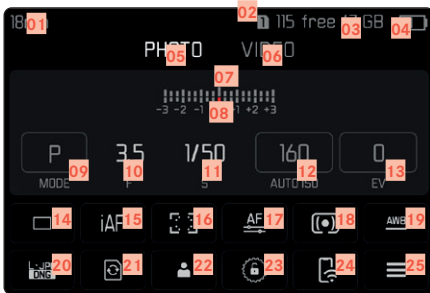 01 02 1 115 free 03 GB 04
PHOTO 05 VIDEO 06
07
-3 -2 -1 08 +1 +2 +3
P 09 3.5 10 1/50 11 160 12 0 13
MODE F S AUTO ISO EV
14 iAF 15 16 AF 17 18 AWB 19
L-JPG DNG 20 21 22 23 24 25